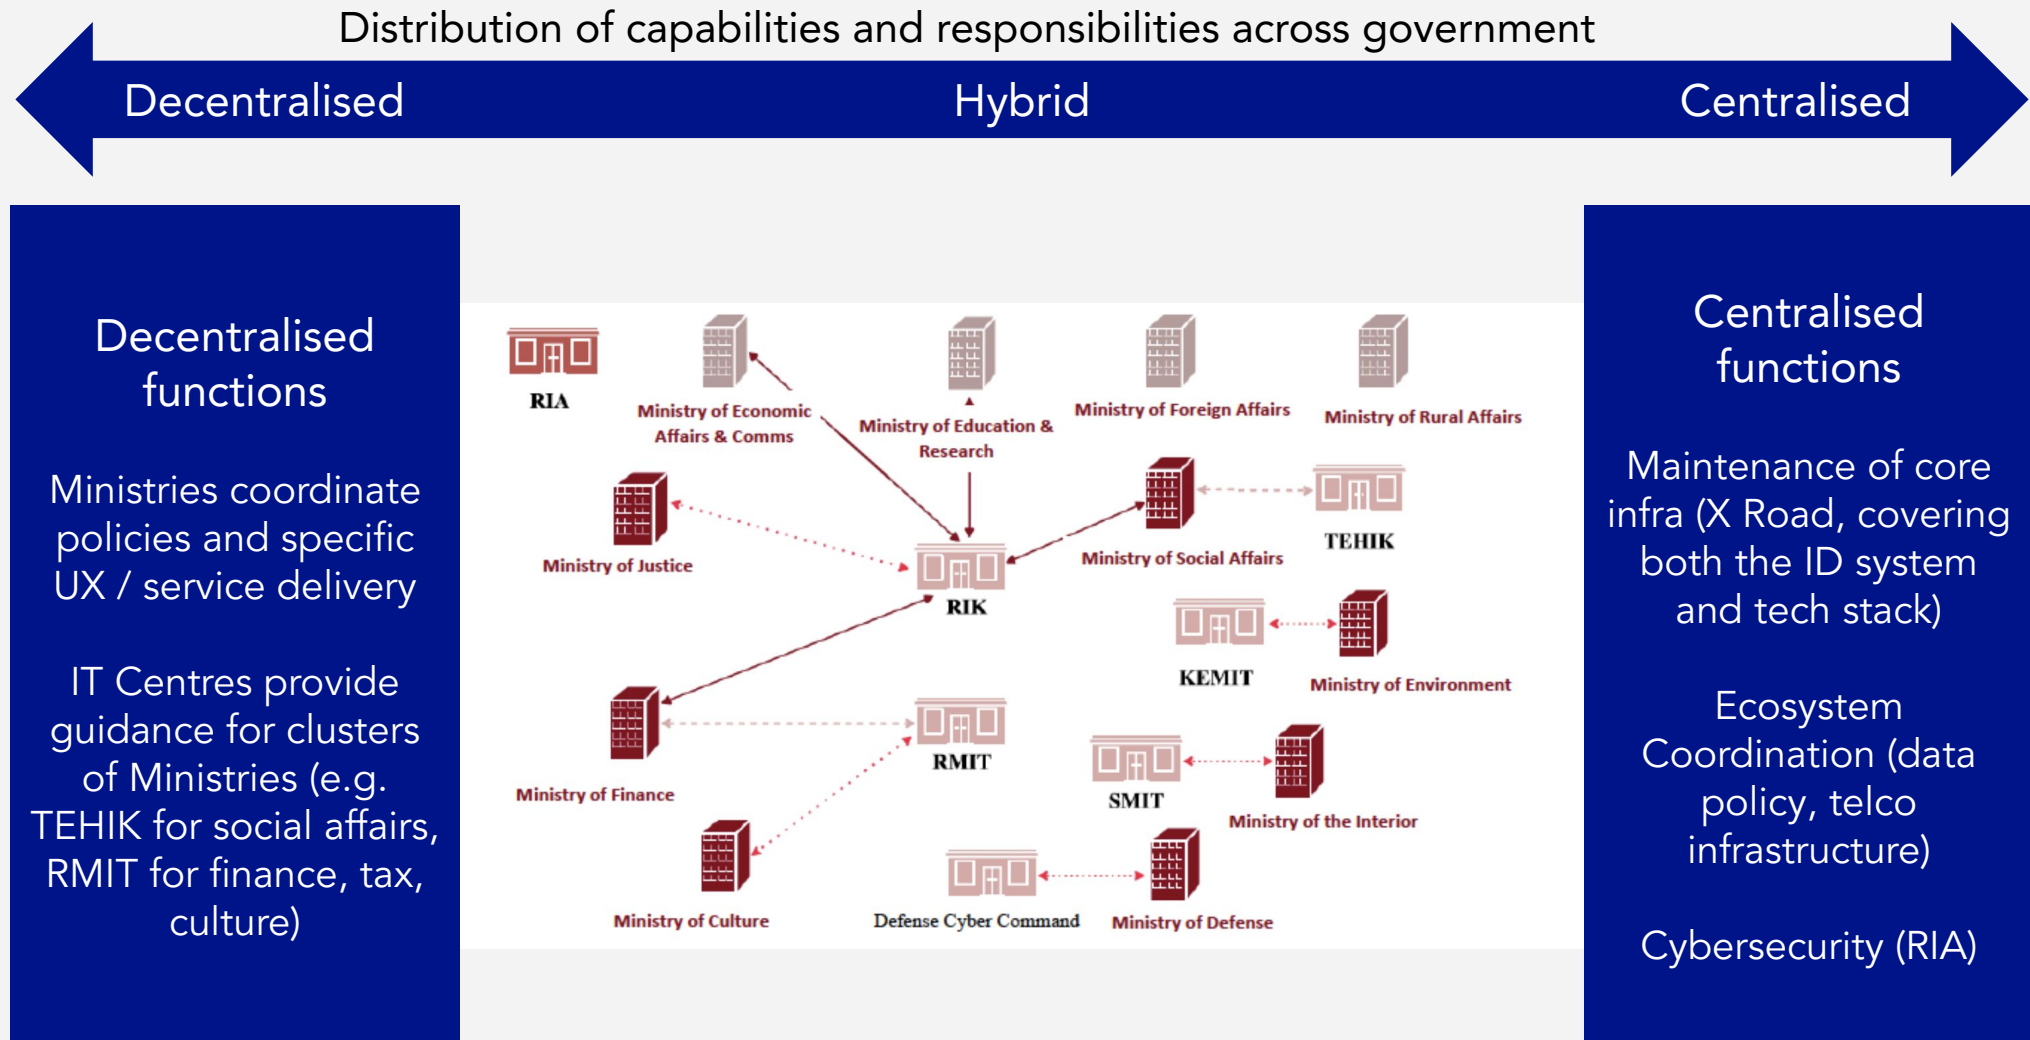 Distribution of capabilities and responsibilities across government
Decentralised
Hybrid
Centralised
Decentralised
functions
Ministries coordinate
policies and specific
UX / service delivery
IT Centres provide
guidance for clusters
of Ministries (e.g.
TEHIK for social affairs,
RMIT for finance, tax,
culture)
RIA
Ministry of Economic
Affairs & Comms
Ministry of Education &
Research
Ministry of Foreign Affairs
Ministry of Rural Affairs
Ministry of Justice
RIK
Ministry of Social Affairs
TEHIK
KEMIT
Ministry of Environment
Ministry of Finance
RMIT
SMIT
Ministry of the Interior
Ministry of Culture
Defense Cyber Command
Ministry of Defense
Centralised
functions
Maintenance of core
infra (X Road, covering
both the ID system
and tech stack)
Ecosystem
Coordination (data
policy, telco
infrastructure)
Cybersecurity (RIA)